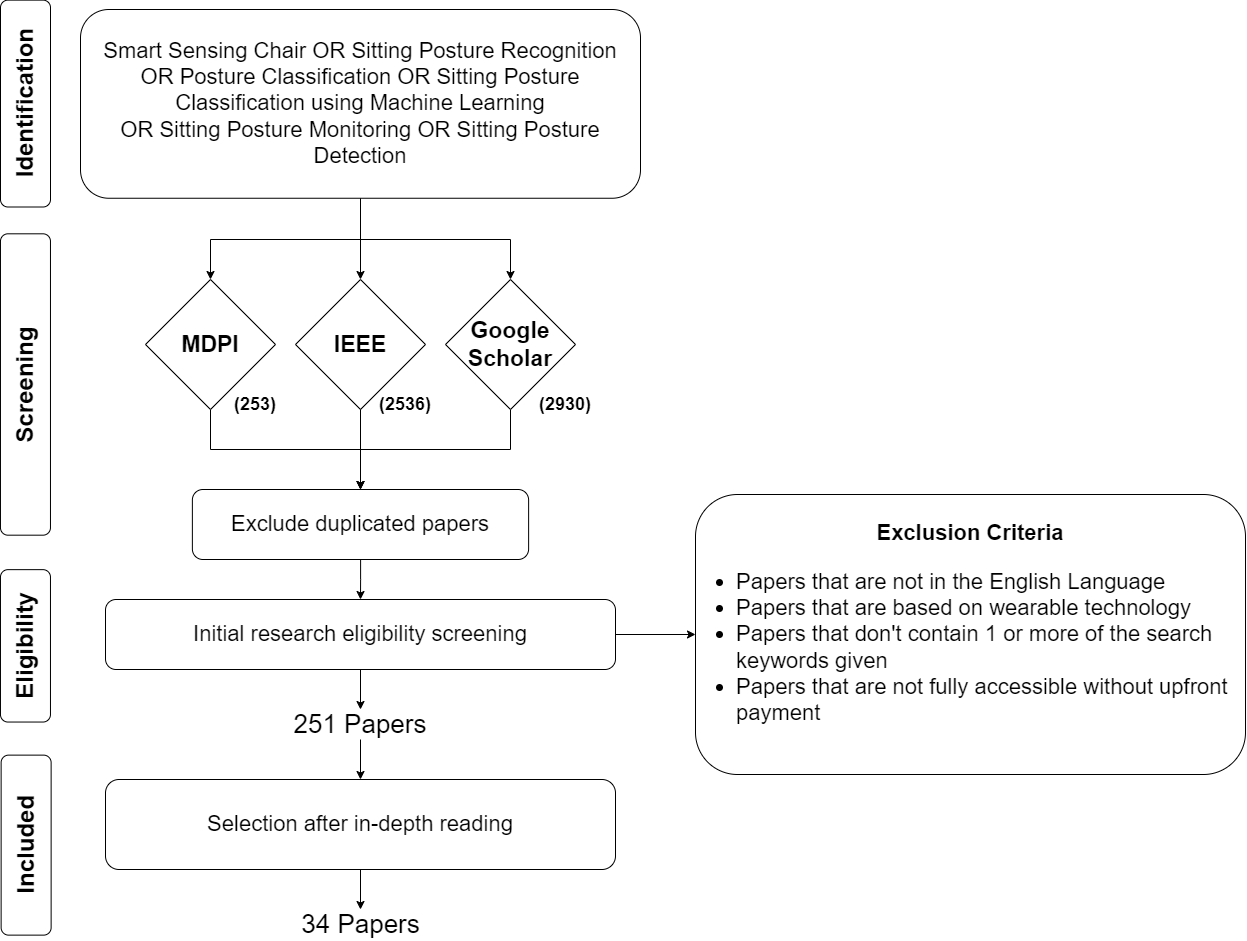 Identification
Smart Sensing Chair OR Sitting Posture Recognition
OR Posture Classification OR Sitting Posture
Classification using Machine Learning
OR Sitting Posture Monitoring OR Sitting Posture
Detection
Screening
MDPI
(253)
IEEE
(2536)
Google
Scholar
(2930)
Exclude duplicated papers
Eligibility
Initial research eligibility screening
Exclusion Criteria
• Papers that are not in the English Language
• Papers that are based on wearable technology
• Papers that don't contain 1 or more of the search
keywords given
• Papers that are not fully accessible without upfront
payment
251 Papers
Included
Selection after in-depth reading
34 Papers